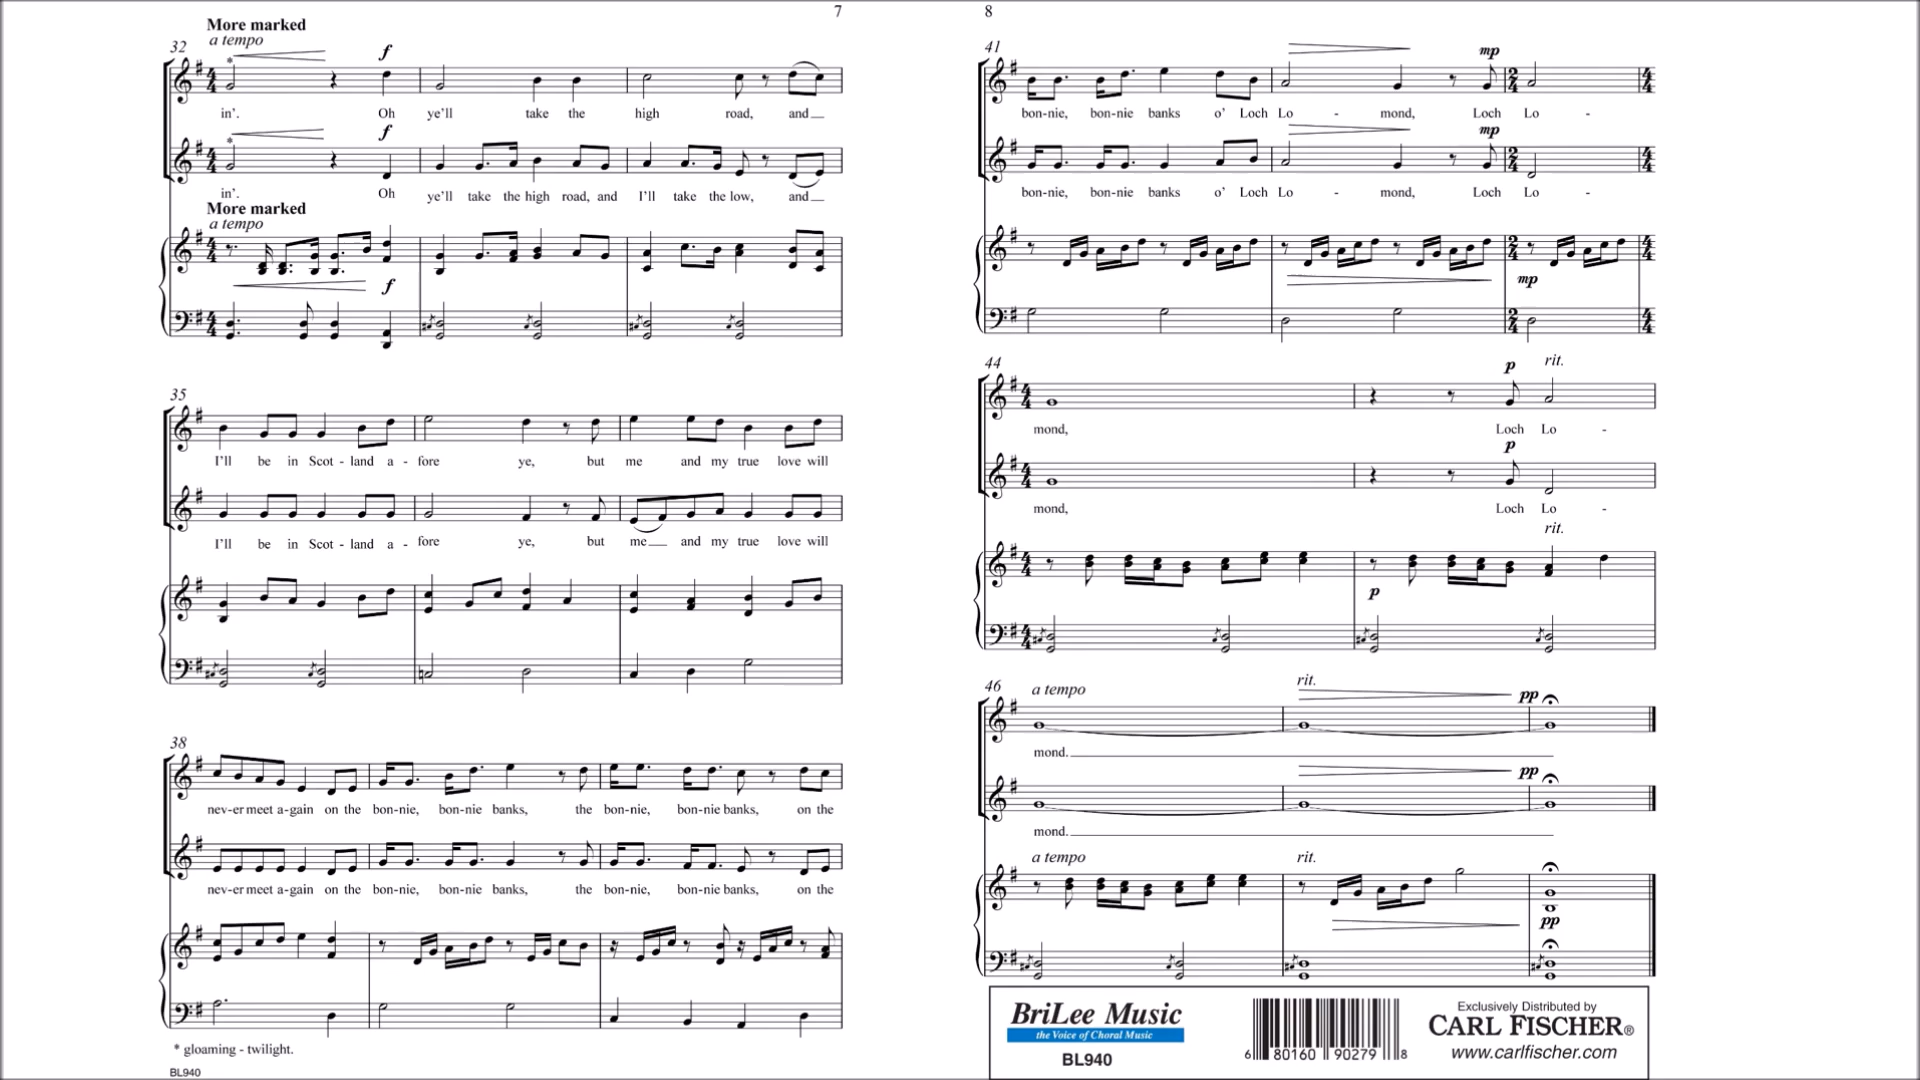 7
More marked
a tempo
32
f
in'. Oh ye'll take the high road, and
f
in'. Oh ye'll take the high road, and I'll take the low, and
More marked
a tempo
f
35
I'll be in Scot - land a - fore ye, but me and my true love will
I'll be in Scot - land a - fore ye, but me and my true love will
38
nev-er meet a-gain on the bon-nie, bon-nie banks, the bon-nie, bon-nie banks, on the
nev-er meet a-gain on the bon-nie, bon-nie banks, the bon-nie, bon-nie banks, on the
* gloaming - twilight.
BL940
8
41
mp
bon-nie, bon-nie banks o' Loch Lo - mond, Loch Lo -
mp
bon-nie, bon-nie banks o' Loch Lo - mond, Loch Lo -
mp
44
p rit.
mond, Loch Lo -
p
mond, Loch Lo -
rit.
p
46
a tempo rit. pp
mond.
pp
mond.
a tempo rit.
pp
BriLee Music
the Voice of Choral Music
BL940
6 80160 90279 8
Exclusively Distributed by
CARL FISCHER®
www.carlfischer.com